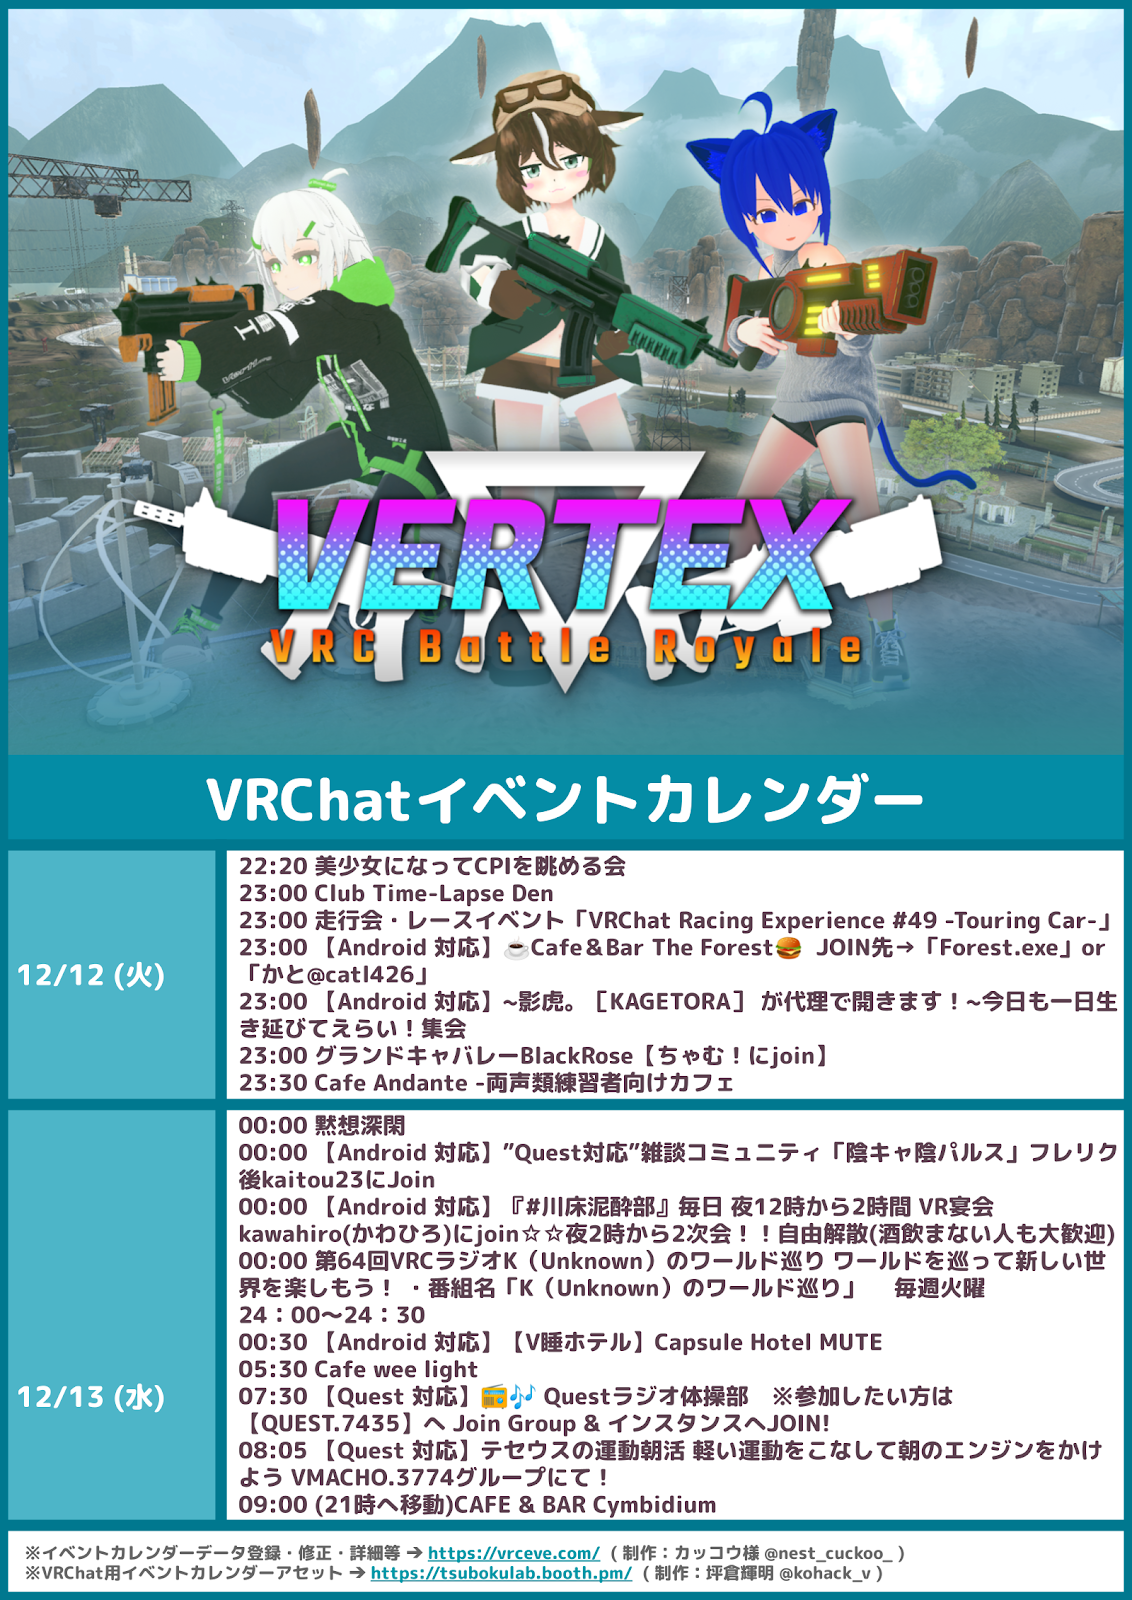 VERTEX
VRC Battle Royale
VRChatイベントカレンダー
12/12 (火)
22:20 美少女になってCPIを眺める会
23:00 Club Time-Lapse Den
23:00 走行会・レースイベント「VRChat Racing Experience #49 -Touring Car-」
23:00 【Android 対応】☕Cafe＆Bar The Forest🍔 JOIN先→「Forest.exe」or
「かと@catl426」
23:00 【Android 対応】~影虎。［KAGETORA］ が代理で開きます！~今日も一日生
き延びてえらい！集会
23:00 グランドキャバレーBlackRose【ちゃむ！にjoin】
23:30 Cafe Andante -両声類練習者向けカフェ
12/13 (水)
00:00 黙想深閑
00:00 【Android 対応】”Quest対応”雑談コミュニティ「陰キャ陰パルス」フレリク
後kaitou23にJoin
00:00 【Android 対応】『#川床泥酔部』毎日 夜12時から2時間 VR宴会
kawahiro(かわひろ)にjoin☆☆夜2時から2次会！！自由解散(酒飲まない人も大歓迎)
00:00 第64回VRCラジオK（Unknown）のワールド巡り ワールドを巡って新しい世
界を楽しもう！ ・番組名「K（Unknown）のワールド巡り」　毎週火曜
24：00〜24：30
00:30 【Android 対応】【V睡ホテル】Capsule Hotel MUTE
05:30 Cafe wee light
07:30 【Quest 対応】📻🎶 Questラジオ体操部　※参加したい方は
【QUEST.7435】へ Join Group & インスタンスへJOIN!
08:05 【Quest 対応】テセウスの運動朝活 軽い運動をこなして朝のエンジンをかけ
よう VMACHO.3774グループにて！
09:00 (21時へ移動)CAFE & BAR Cymbidium
※イベントカレンダーデータ登録・修正・詳細等 ➔ https://vrceve.com/ ( 制作：カッコウ様 @nest_cuckoo_ )
※VRChat用イベントカレンダーアセット ➔ https://tsubokulab.booth.pm/ ( 制作：坪倉輝明 @kohack_v )